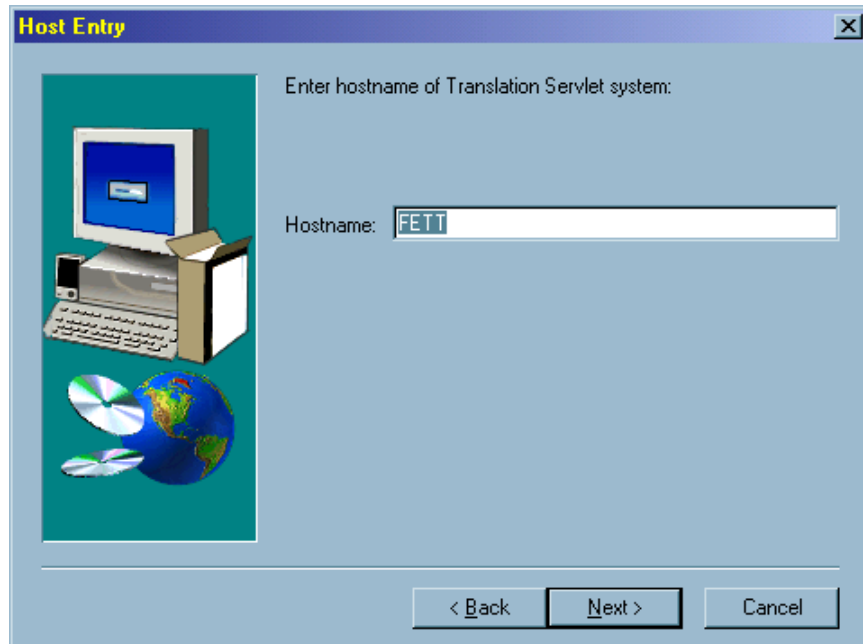 Host Entry
Enter hostname of Translation Servlet system:
Hostname: FETT
< Back Next > Cancel